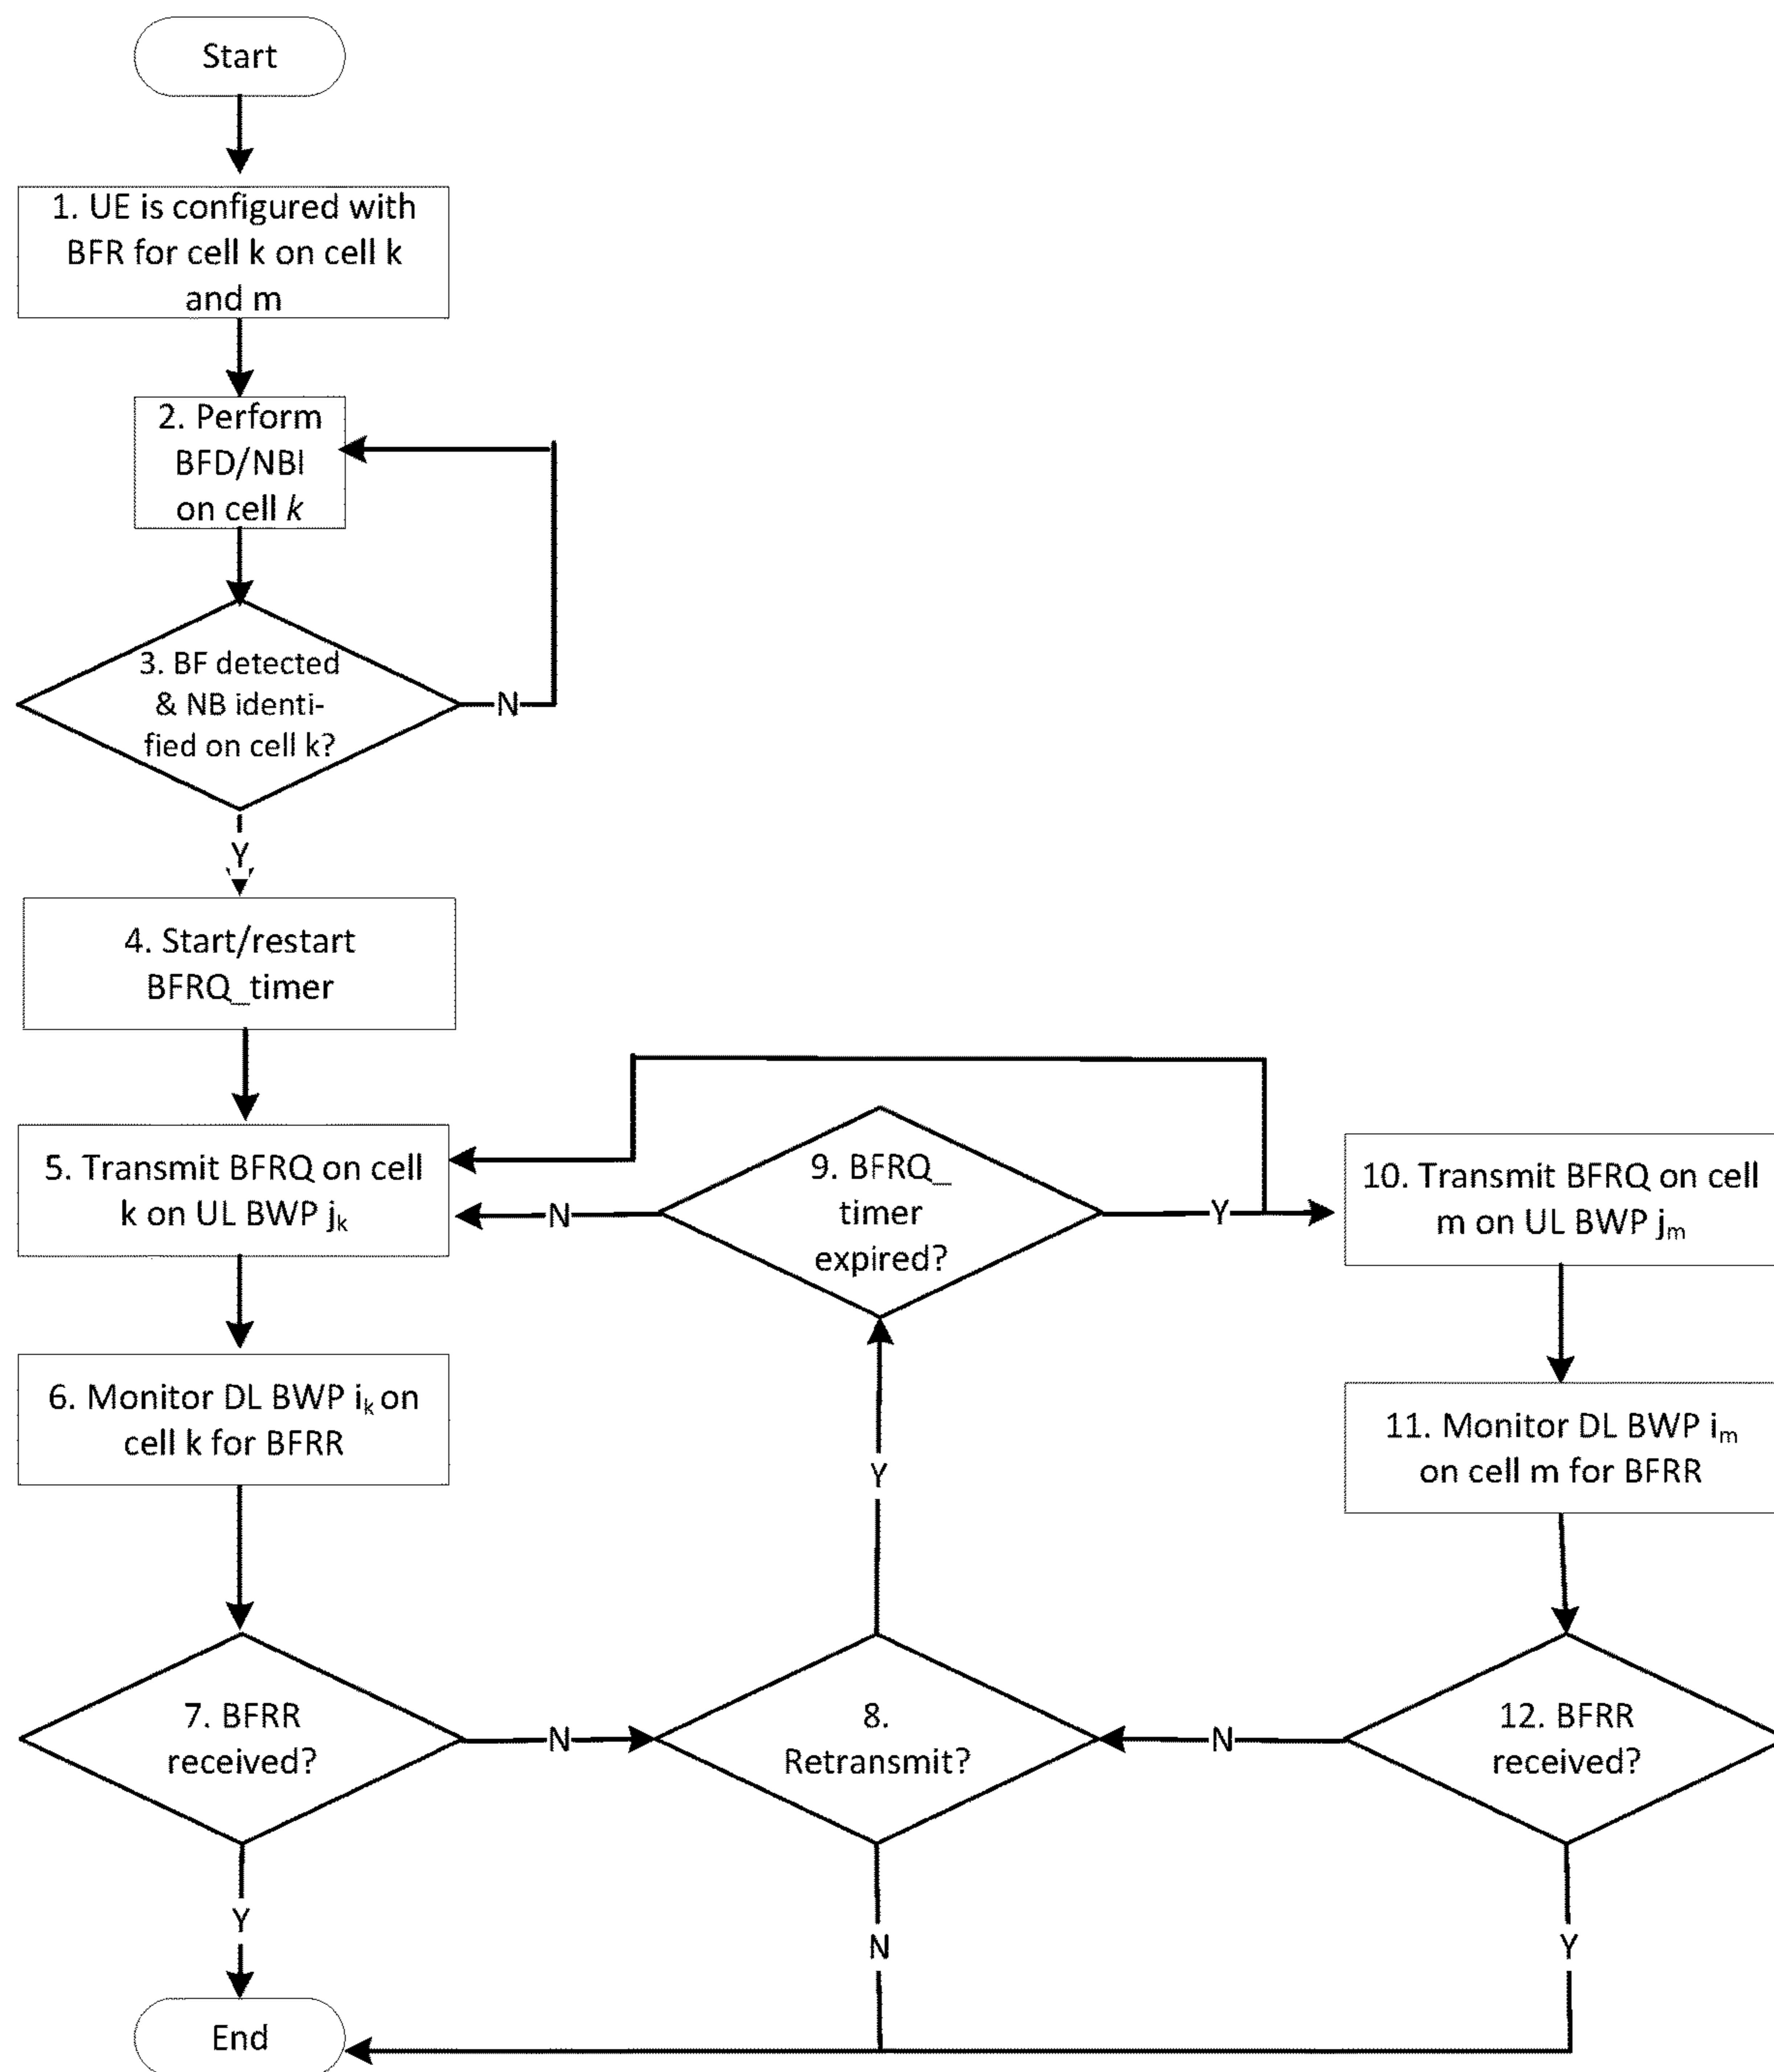 Start
1. UE is configured with
BFR for cell k on cell k
and m
2. Perform
BFD/NBI
on cell k
3. BF detected
& NB identi-
fied on cell k?
N
Y
4. Start/restart
BFRQ_timer
5. Transmit BFRQ on cell
k on UL BWP jk
N
9. BFRQ_
timer
expired?
Y
10. Transmit BFRQ on cell
m on UL BWP jm
6. Monitor DL BWP ik on
cell k for BFRR
Y
11. Monitor DL BWP im
on cell m for BFRR
7. BFRR
received?
N
8.
Retransmit?
N
12. BFRR
received?
Y
N
Y
End